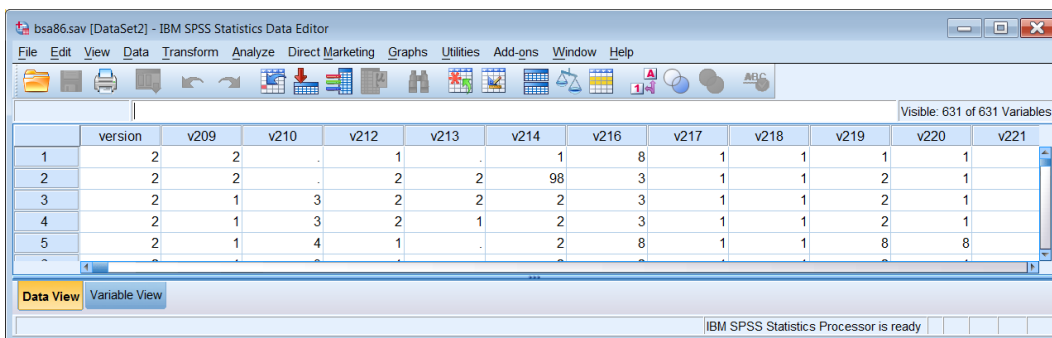 bsa86.sav [DataSet2] - IBM SPSS Statistics Data Editor
File Edit View Data Transform Analyze Direct Marketing Graphs Utilities Add-ons Window Help
Visible: 631 of 631 Variables
version v209 v210 v212 v213 v214 v216 v217 v218 v219 v220 v221
1 2 2 . 1 . 1 8 1 1 1 1
2 2 2 . 2 2 98 3 1 1 2 1
3 2 1 3 2 2 2 3 1 1 2 1
4 2 1 3 2 1 2 3 1 1 2 1
5 2 1 4 1 . 2 8 1 1 8 8
Data View Variable View
IBM SPSS Statistics Processor is ready